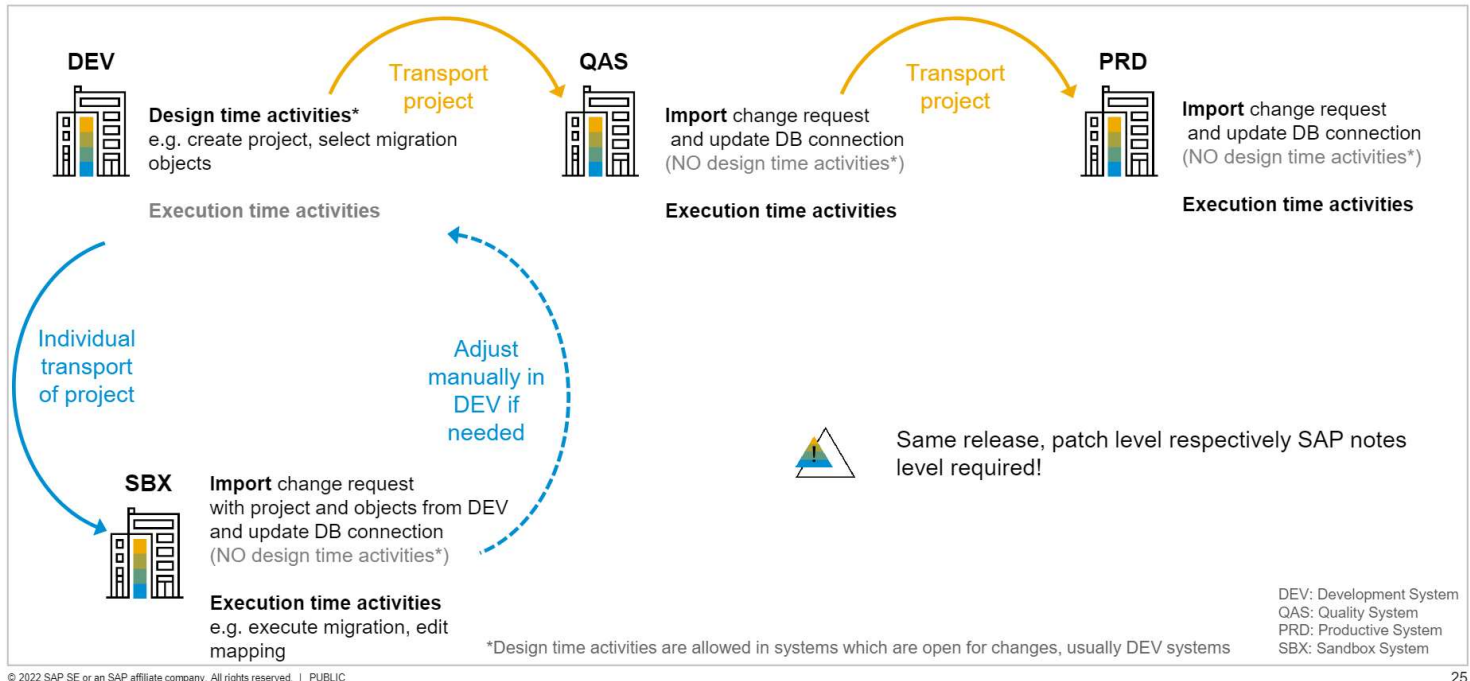 DEV
Design time activities*
e.g. create project, select migration
objects
Execution time activities
Transport
project
QAS
Import change request
and update DB connection
(NO design time activities*)
Execution time activities
Transport
project
PRD
Import change request
and update DB connection
(NO design time activities*)
Execution time activities
Individual
transport
of project
Adjust
manually in
DEV if
needed
!
Same release, patch level respectively SAP notes
level required!
SBX
Import change request
with project and objects from DEV
and update DB connection
(NO design time activities*)
Execution time activities
e.g. execute migration, edit
mapping
*Design time activities are allowed in systems which are open for changes, usually DEV systems
DEV: Development System
QAS: Quality System
PRD: Productive System
SBX: Sandbox System
© 2022 SAP SE or an SAP affiliate company. All rights reserved. | PUBLIC
25